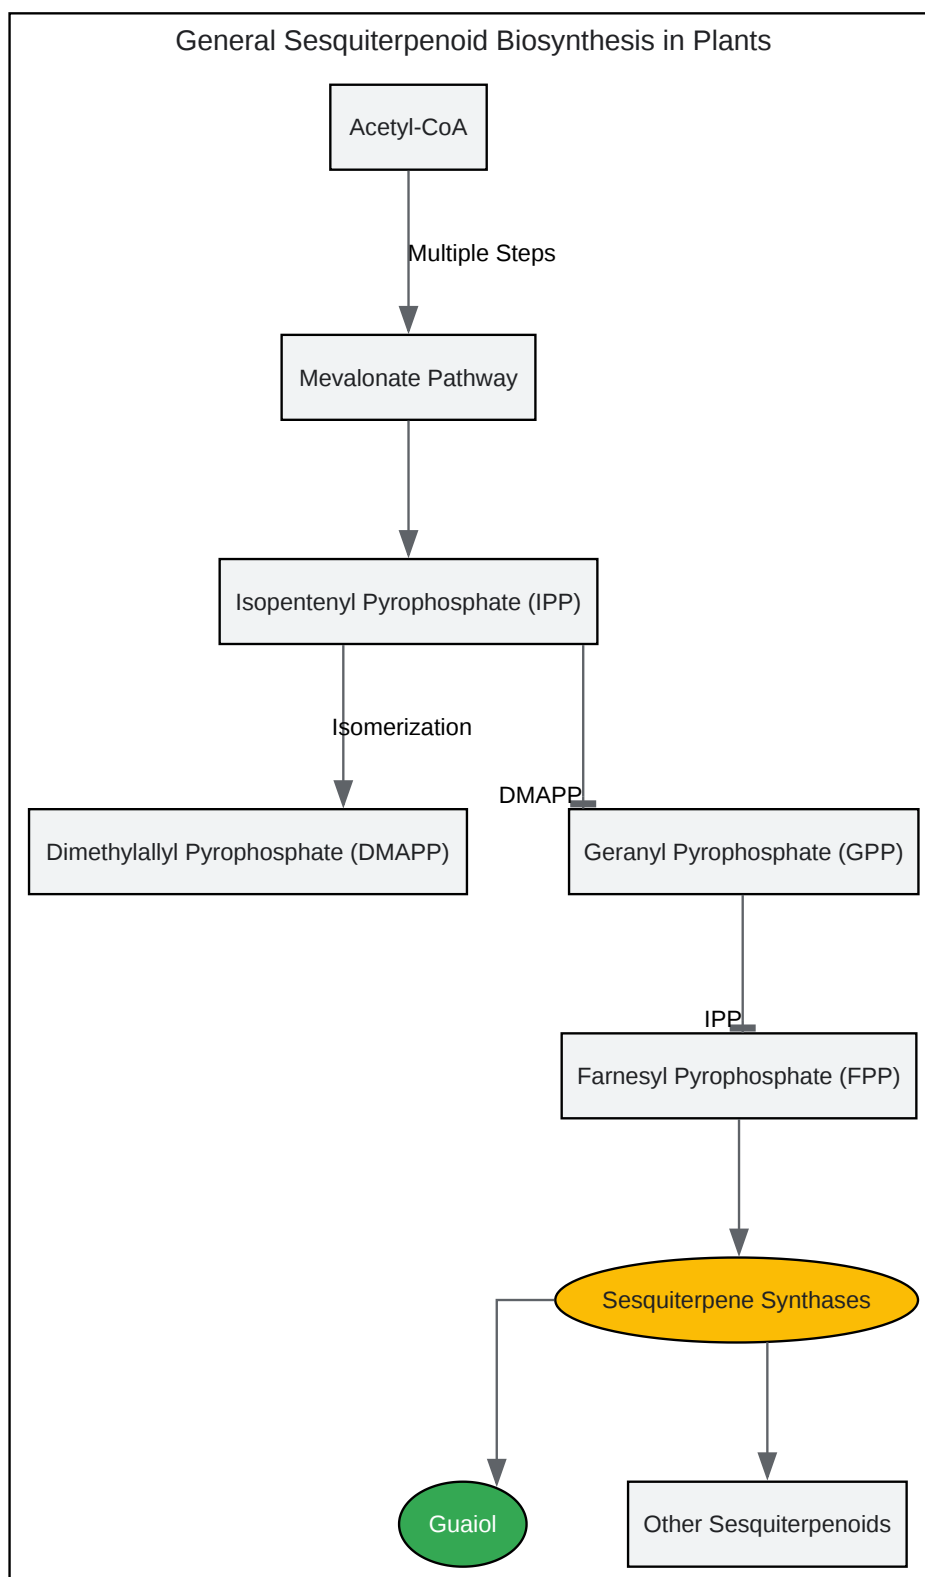 General Sesquiterpenoid Biosynthesis in Plants
Acetyl-CoA
Multiple Steps
Mevalonate Pathway
Isopentenyl Pyrophosphate (IPP)
Isomerization
DMAPP
Dimethylallyl Pyrophosphate (DMAPP)
Geranyl Pyrophosphate (GPP)
IPP
Farnesyl Pyrophosphate (FPP)
Sesquiterpene Synthases
Guaiol
Other Sesquiterpenoids